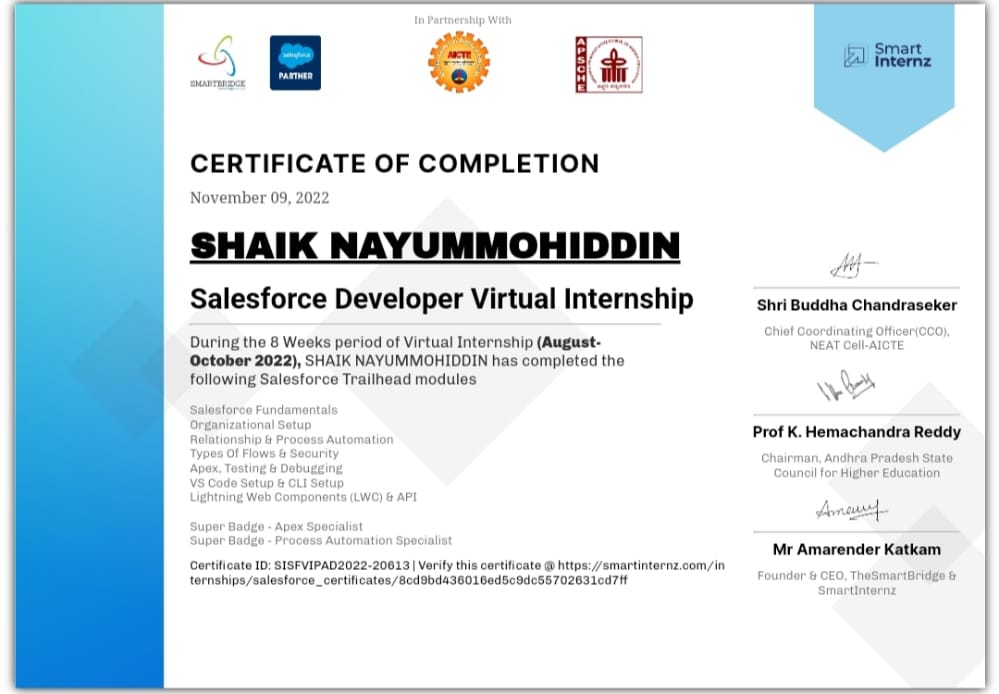 In Partnership With
SMARTBRIDGE
salesforce
PARTNER
AICTE
APSCHE
Smart
Internz
CERTIFICATE OF COMPLETION
November 09, 2022
SHAIK NAYUMMOHIDDIN
Salesforce Developer Virtual Internship
During the 8 Weeks period of Virtual Internship (August-
October 2022), SHAIK NAYUMMOHIDDIN has completed the
following Salesforce Trailhead modules
Salesforce Fundamentals
Organizational Setup
Relationship & Process Automation
Types Of Flows & Security
Apex, Testing & Debugging
VS Code Setup & CLI Setup
Lightning Web Components (LWC) & API
Super Badge - Apex Specialist
Super Badge - Process Automation Specialist
Certificate ID: SISFVIPAD2022-20613 | Verify this certificate @ https://smartinternz.com/in
ternships/salesforce_certificates/8cd9bd436016ed5c9dc55702631cd7ff
Shri Buddha Chandraseker
Chief Coordinating Officer(CCO),
NEAT Cell-AICTE
Prof K. Hemachandra Reddy
Chairman, Andhra Pradesh State
Council for Higher Education
Mr Amarender Katkam
Founder & CEO, TheSmartBridge &
SmartInternz